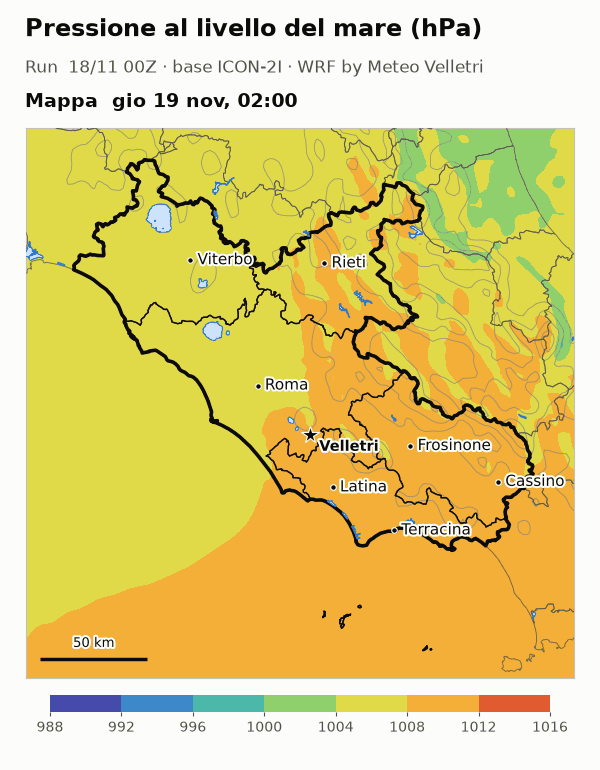 Pressione al livello del mare (hPa)
Run  18/11 00Z · base ICON-2I · WRF by Meteo Velletri
Mappa  gio 19 nov, 02:00
Viterbo
Rieti
Roma
Velletri
Frosinone
Cassino
Latina
Terracina
50 km
988 992 996 1000 1004 1008 1012 1016